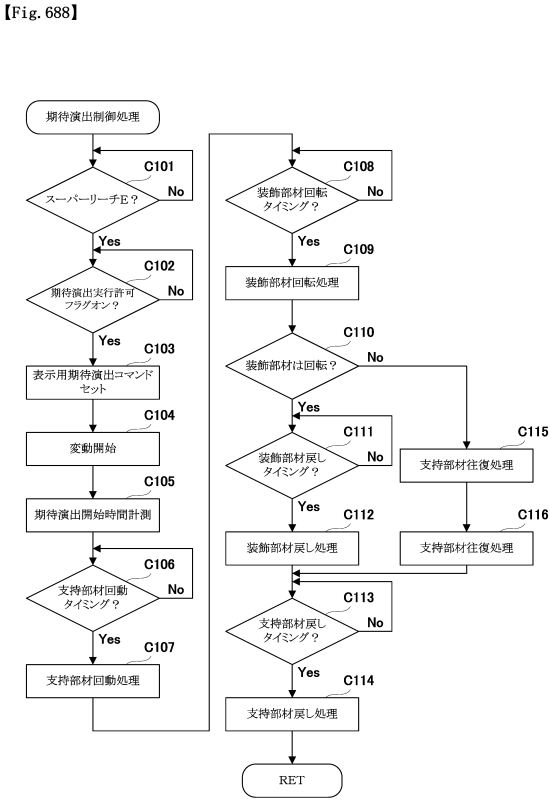 【Fig. 688】
期待演出制御処理
C101
スーパーリーチE？
No
Yes
C102
期待演出実行許可
フラグオン？
No
Yes
C103
表示用期待演出コマンド
セット
C104
変動開始
C105
期待演出開始時間計測
C106
支持部材回動
タイミング？
No
Yes
C107
支持部材回動処理
C108
装飾部材回転
タイミング？
No
Yes
C109
装飾部材回転処理
C110
装飾部材は回転？
No
Yes
C111
装飾部材戻し
タイミング？
No
Yes
C112
装飾部材戻し処理
C115
支持部材往復処理
C116
支持部材往復処理
C113
支持部材戻し
タイミング？
No
Yes
C114
支持部材戻し処理
RET